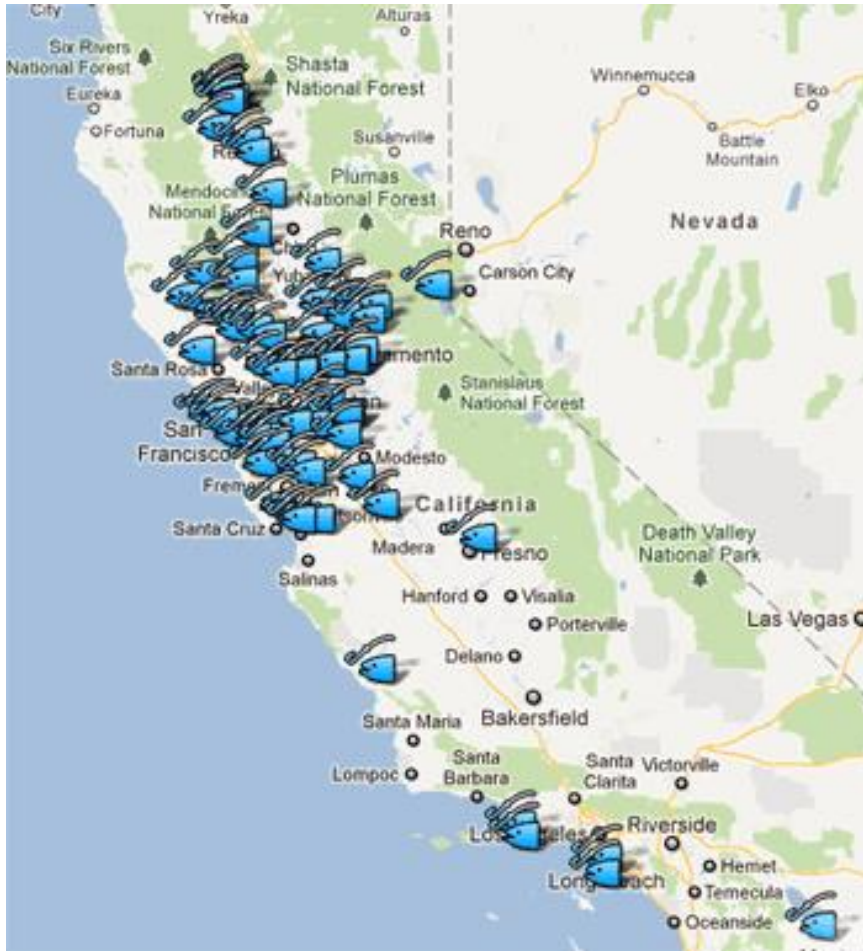 City
Yreka
Alturas
Six Rivers
National Forest
Shasta
National Forest
Eureka
Fortuna
Winnemucca
Elko
Battle
Mountain
Susanville
Mendocino
Plumas
National Forest
Nevada
Reno
Carson City
Santa Rosa
Stanislaus
National Forest
San
Francisco
Modesto
California
Santa Cruz
Madera
Fresno
Death Valley
National Park
Salinas
Hanford
Visalia
Las Vegas
Porterville
Delano
Bakersfield
Santa Maria
Lompoc
Santa
Barbara
Santa
Clarita
Victorville
Riverside
Hemet
Temecula
Oceanside